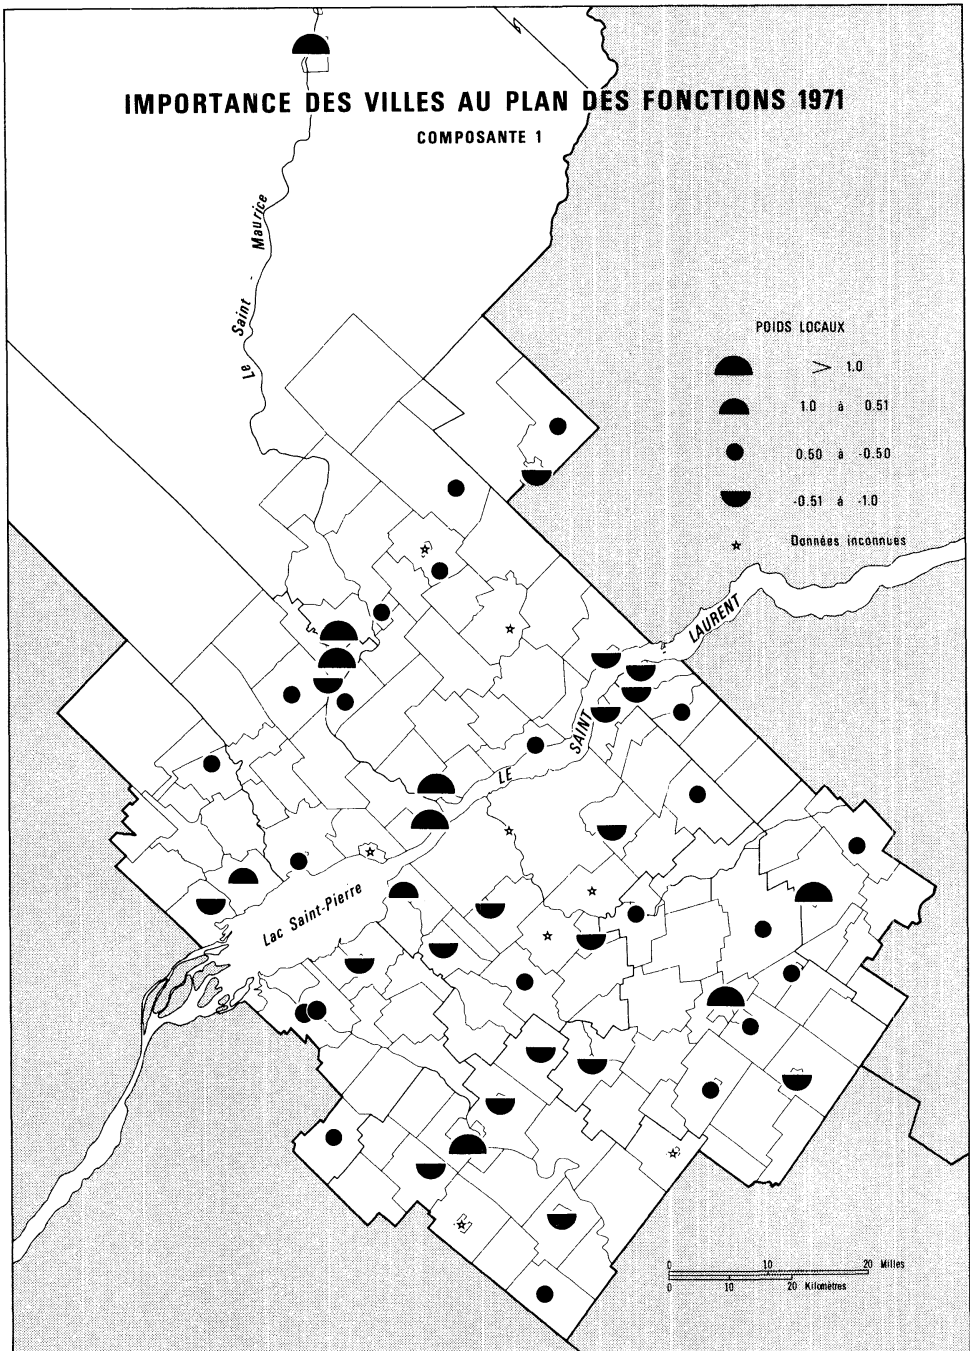 IMPORTANCE DES VILLES AU PLAN DES FONCTIONS 1971
COMPOSANTE 1
Le Saint - Maurice
POIDS LOCAUX
> 1.0
1.0 à 0.51
0.50 à -0.50
-0.51 à -1.0
Données inconnues
LE SAINT LAURENT
Lac Saint-Pierre
0 10 20 Milles
0 10 20 Kilomètres